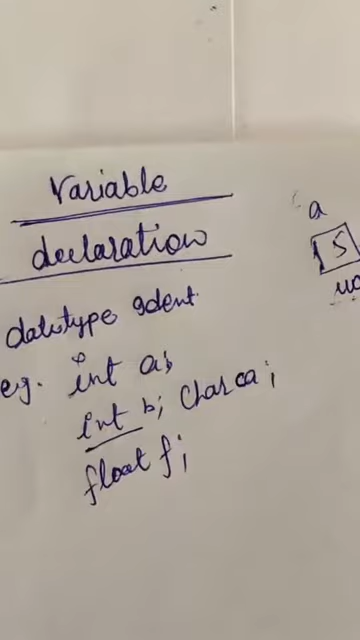 Variable
declaration
a
5
datatype ident.
eg. int a;
int b; Char ca;
float f;